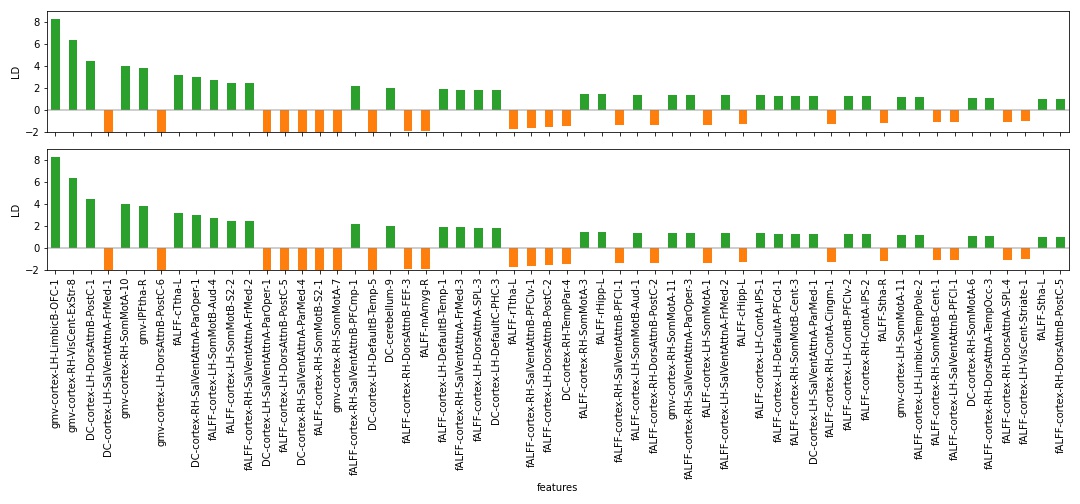 8
6
4
2
0
−2
LD
8
6
4
2
0
−2
LD
gmv-cortex-LH-LimbicB-OFC-1
gmv-cortex-RH-VisCent-ExStr-8
DC-cortex-LH-DorsAttnB-PostC-1
DC-cortex-LH-SalVentAttnA-FrMed-1
gmv-cortex-RH-SomMotA-10
gmv-lPFtha-R
gmv-cortex-LH-DorsAttnB-PostC-6
fALFF-cTtha-L
DC-cortex-RH-SalVentAttnA-ParOper-1
fALFF-cortex-LH-SomMotB-Aud-4
fALFF-cortex-LH-SomMotB-S2-2
fALFF-cortex-RH-SalVentAttnA-FrMed-2
DC-cortex-LH-SalVentAttnA-ParOper-1
fALFF-cortex-LH-DorsAttnB-PostC-5
DC-cortex-RH-SalVentAttnA-ParMed-4
fALFF-cortex-RH-SomMotB-S2-1
gmv-cortex-RH-SomMotA-7
fALFF-cortex-RH-SalVentAttnB-PFCmp-1
DC-cortex-LH-DefaultB-Temp-5
DC-cerebellum-9
fALFF-cortex-RH-DorsAttnB-FEF-3
fALFF-mAmyg-R
fALFF-cortex-LH-DefaultB-Temp-1
fALFF-cortex-RH-SalVentAttnA-FrMed-3
fALFF-cortex-RH-DorsAttnA-SPL-3
DC-cortex-LH-DefaultC-PHC-3
fALFF-rTtha-L
fALFF-cortex-RH-SalVentAttnB-PFClv-1
fALFF-cortex-LH-DorsAttnB-PostC-2
DC-cortex-RH-TempPar-4
fALFF-cortex-RH-SomMotA-3
fALFF-rHipp-L
fALFF-cortex-RH-SalVentAttnB-PFCl-1
fALFF-cortex-LH-SomMotB-Aud-1
fALFF-cortex-RH-DorsAttnB-PostC-2
gmv-cortex-RH-SomMotA-11
fALFF-cortex-RH-SalVentAttnA-ParOper-3
fALFF-cortex-LH-SomMotA-1
fALFF-cortex-LH-SalVentAttnA-FrMed-2
fALFF-cHipp-L
fALFF-cortex-LH-ContA-IPS-1
fALFF-cortex-LH-DefaultA-PFCd-1
fALFF-cortex-RH-SomMotB-Cent-3
DC-cortex-LH-SalVentAttnA-ParMed-1
fALFF-cortex-RH-ContA-Cingm-1
fALFF-cortex-LH-ContB-PFClv-2
fALFF-cortex-RH-ContA-IPS-2
fALFF-Stha-R
gmv-cortex-LH-SomMotA-11
fALFF-cortex-LH-LimbicA-TempPole-2
fALFF-cortex-RH-SomMotB-Cent-1
fALFF-cortex-LH-SalVentAttnB-PFCl-1
DC-cortex-RH-SomMotA-6
fALFF-cortex-RH-DorsAttnA-TempOcc-3
fALFF-cortex-RH-DorsAttnA-SPL-4
fALFF-cortex-LH-VisCent-Striate-1
fALFF-Stha-L
fALFF-cortex-RH-DorsAttnB-PostC-5
features